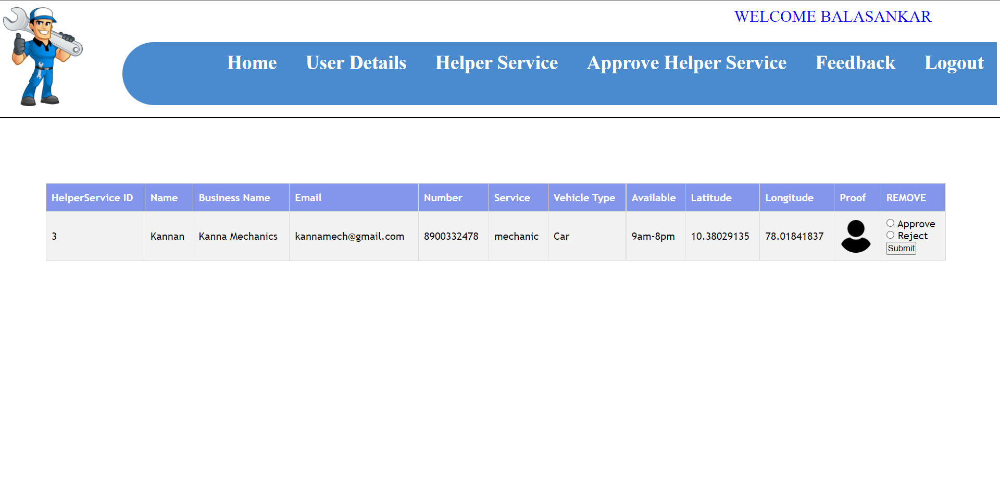 WELCOME BALASANKAR
Home User Details Helper Service Approve Helper Service Feedback Logout
HelperService ID Name Business Name Email Number Service Vehicle Type Available Latitude Longitude Proof REMOVE
3 Kannan Kanna Mechanics kannamech@gmail.com 8900332478 mechanic Car 9am-8pm 10.38029135 78.01841837
Approve
Reject
Submit